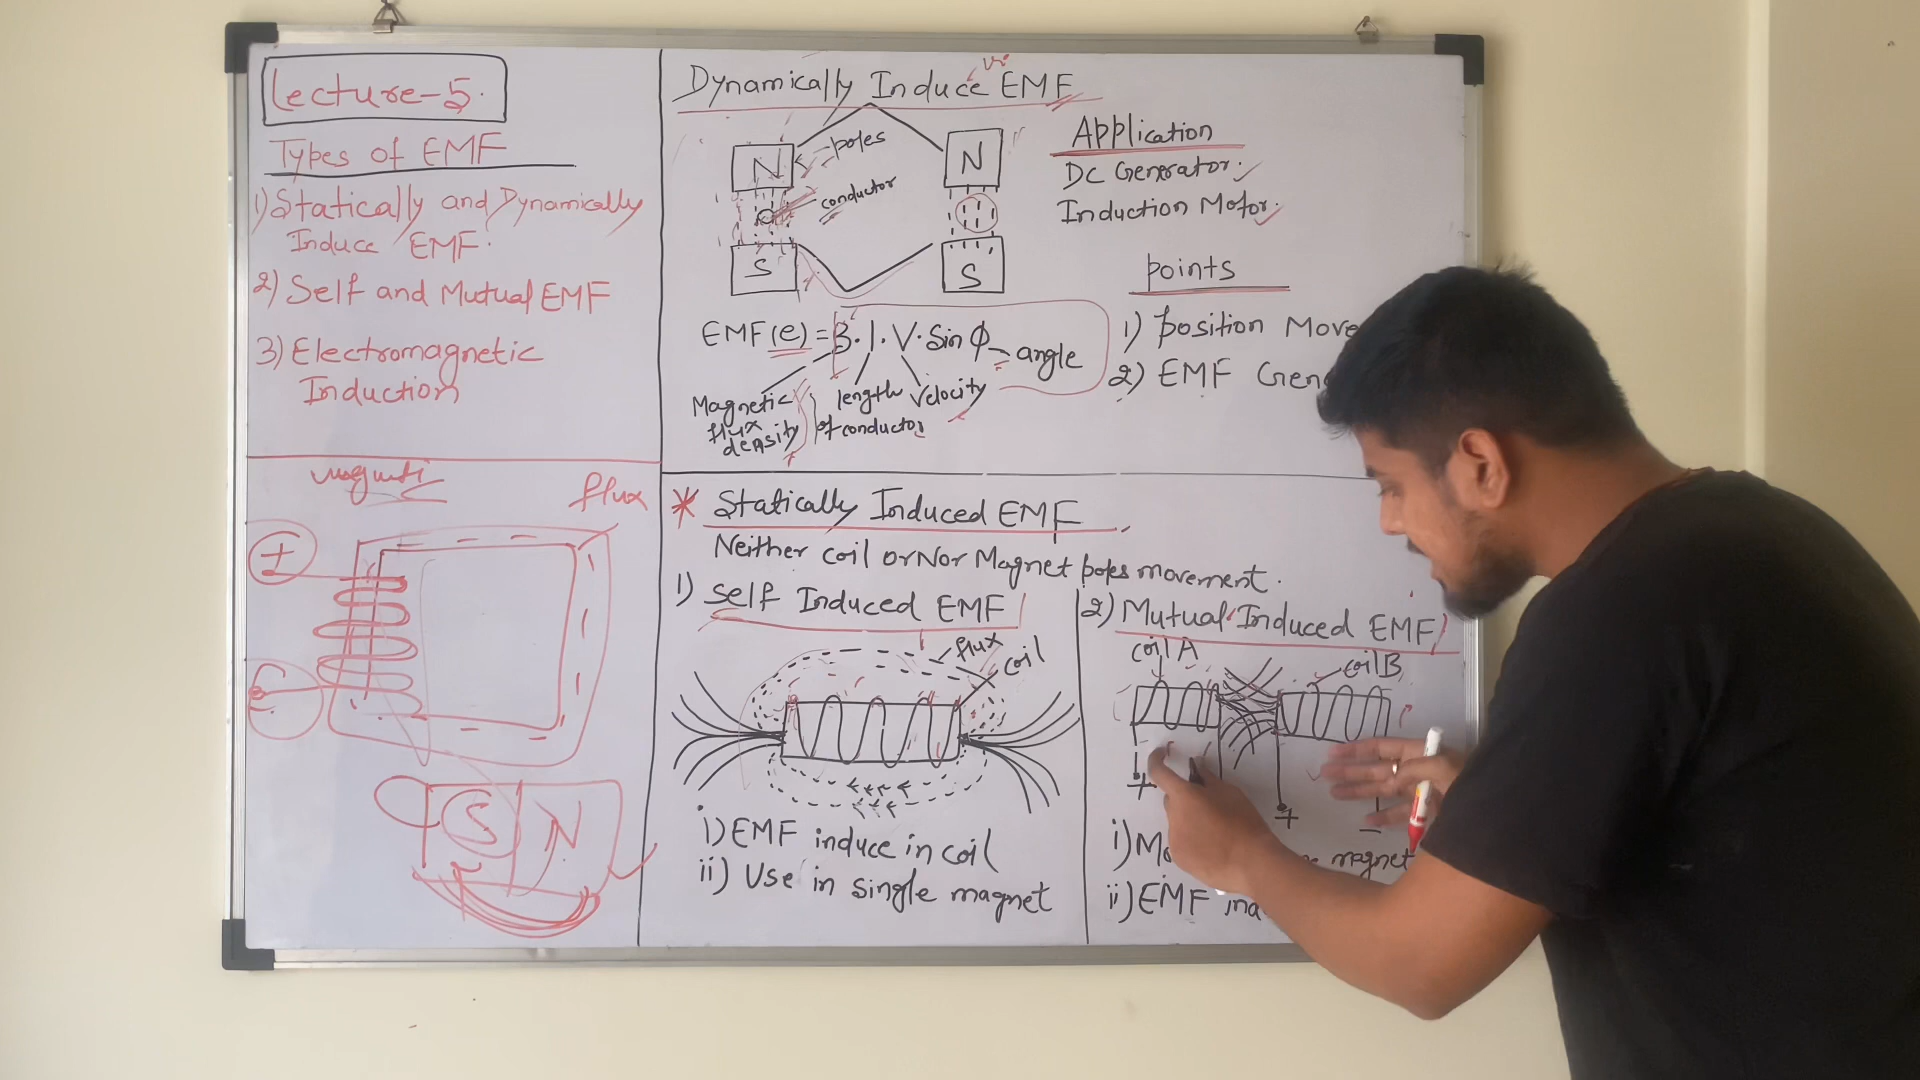 Lecture-5.
Types of EMF
1) Statically and Dynamically
Induce EMF.
2) Self and Mutual EMF
3) Electromagnetic
Induction
flux
S
N
Dynamically Induce EMF
N
poles
conductor
S
N
S
Application
DC Generator.
Induction Motor.
EMF(e) = B.l.V.Sin φ
angle
Magnetic
flux
density
length
of conductor
Velocity
points
1) position Move
2) EMF Gen
* Statically Induced EMF
Neither coil or Nor Magnet poles movement.
1) Self Induced EMF
flux
coil
i) EMF induce in coil
ii) Use in single magnet
2) Mutual Induced EMF
coil A
coil B
+
+
−
i) Mo
magnet
ii) EMF